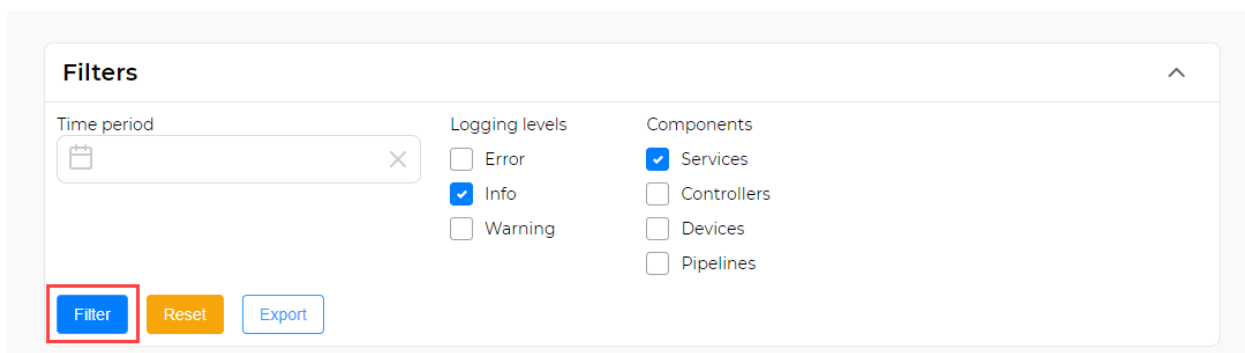 Filters
Time period
Logging levels
Components
Error
Services
Info
Controllers
Warning
Devices
Pipelines
Filter
Reset
Export